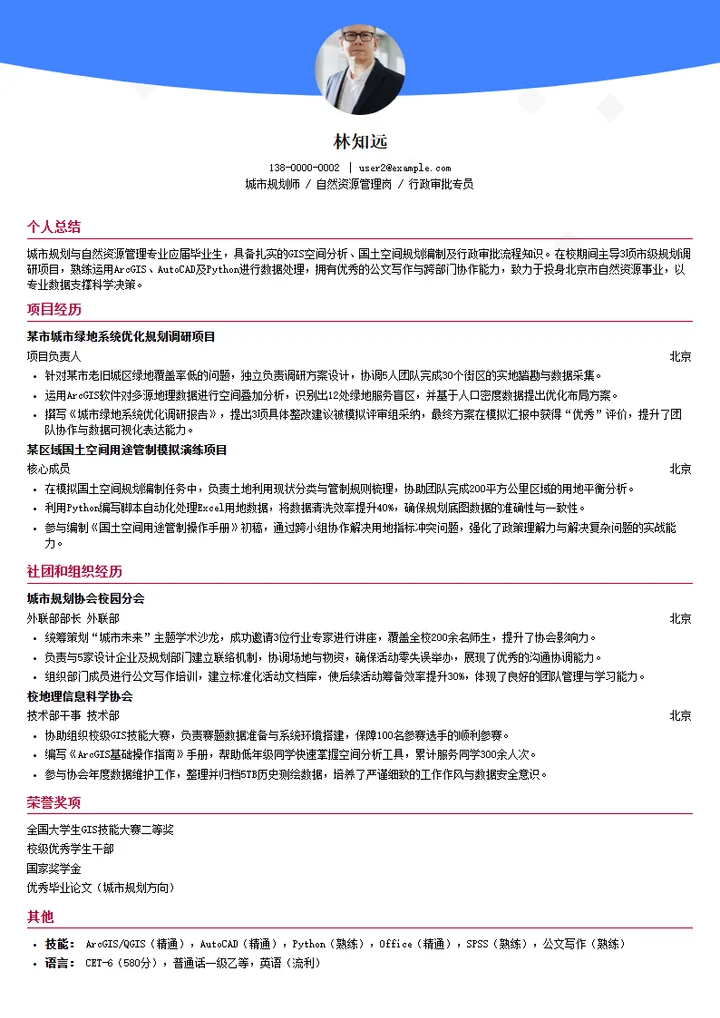 林知远
138-0000-0002 | user2@example.com
城市规划师 / 自然资源管理岗 / 行政审批专员
个人总结
城市规划与自然资源管理专业应届毕业生，具备扎实的GIS空间分析、国土空间规划编制及行政审批流程知识。在校期间主导3项市级规划调
研项目，熟练运用ArcGIS、AutoCAD及Python进行数据处理，拥有优秀的公文写作与跨部门协作能力，致力于投身北京市自然资源事业，以
专业数据支撑科学决策。
项目经历
某市城市绿地系统优化规划调研项目
项目负责人 北京
• 针对某市老旧城区绿地覆盖率低的问题，独立负责调研方案设计，协调5人团队完成30个街区的实地踏勘与数据采集。
• 运用ArcGIS软件对多源地理数据进行空间叠加分析，识别出12处绿地服务盲区，并基于人口密度数据提出优化布局方案。
• 撰写《城市绿地系统优化调研报告》，提出3项具体整改建议被模拟评审组采纳，最终方案在模拟汇报中获得“优秀”评价，提升了团
队协作与数据可视化表达能力。
某区域国土空间用途管制模拟演练项目
核心成员 北京
• 在模拟国土空间规划编制任务中，负责土地利用现状分类与管制规则梳理，协助团队完成200平方公里区域的用地平衡分析。
• 利用Python编写脚本自动化处理Excel用地数据，将数据清洗效率提升40%，确保规划底图数据的准确性与一致性。
• 参与编制《国土空间用途管制操作手册》初稿，通过跨小组协作解决用地指标冲突问题，强化了政策理解力与解决复杂问题的实战能
力。
社团和组织经历
城市规划协会校园分会
外联部部长 外联部 北京
• 统筹策划“城市未来”主题学术沙龙，成功邀请3位行业专家进行讲座，覆盖全校200余名师生，提升了协会影响力。
• 负责与5家设计企业及规划部门建立联络机制，协调场地与物资，确保活动零失误举办，展现了优秀的沟通协调能力。
• 组织部门成员进行公文写作培训，建立标准化活动文档库，使后续活动筹备效率提升30%，体现了良好的团队管理与学习能力。
校地理信息科学协会
技术部干事 技术部 北京
• 协助组织校级GIS技能大赛，负责赛题数据准备与系统环境搭建，保障100名参赛选手的顺利参赛。
• 编写《ArcGIS基础操作指南》手册，帮助低年级同学快速掌握空间分析工具，累计服务同学300余人次。
• 参与协会年度数据维护工作，整理并归档5TB历史测绘数据，培养了严谨细致的工作作风与数据安全意识。
荣誉奖项
全国大学生GIS技能大赛二等奖
校级优秀学生干部
国家奖学金
优秀毕业论文（城市规划方向）
其他
• 技能： ArcGIS/QGIS（精通），AutoCAD（精通），Python（熟练），Office（精通），SPSS（熟练），公文写作（熟练）
• 语言： CET-6（580分），普通话一级乙等，英语（流利）